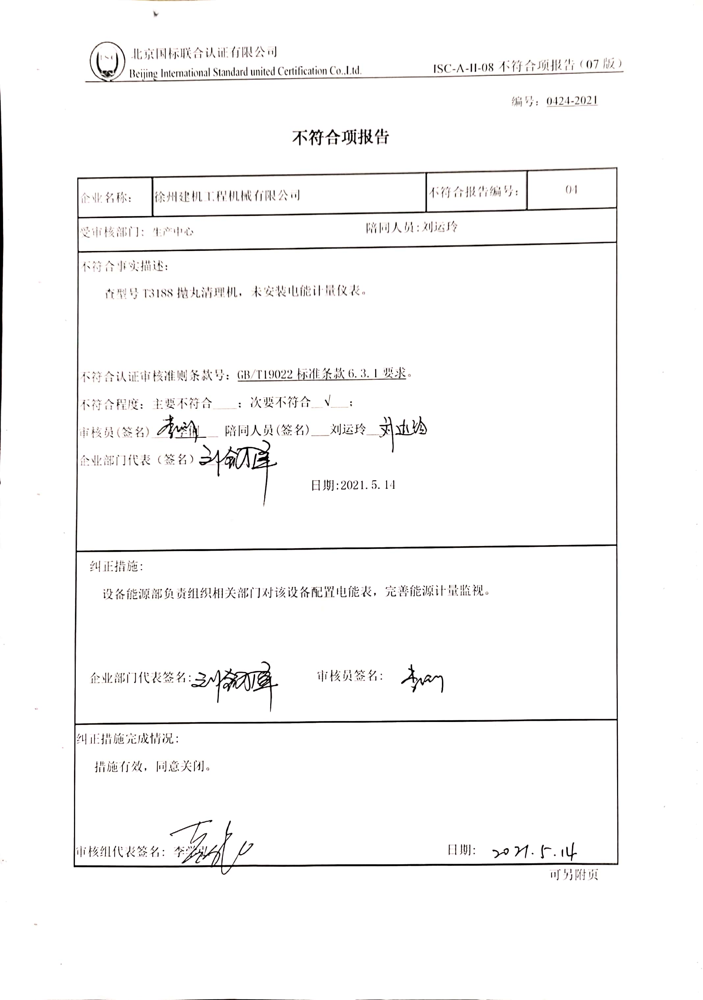 ISC
北京国标联合认证有限公司
Beijing International Standard united Certification Co.,Ltd.
ISC-A-II-08 不符合项报告(07 版)
编号: 0424-2021
不符合项报告
企业名称: 徐州建机工程机械有限公司 不符合报告编号: 04
受审核部门: 生产中心 陪同人员:刘运玲
不符合事实描述:
查型号 T3188 抛丸清理机, 未安装电能计量仪表。
不符合认证审核准则条款号: GB/T19022 标准条款 6.3.1 要求。
不符合程度: 主要不符合____; 次要不符合__√___;
审核员(签名) 陪同人员(签名)___刘运玲__ 刘运玲
企业部门代表(签名)
日期:2021.5.14
纠正措施:
设备能源部负责组织相关部门对该设备配置电能表, 完善能源计量监视。
企业部门代表签名: 审核员签名:
纠正措施完成情况:
措施有效, 同意关闭。
审核组代表签名: 李学 日期: 2021.5.14
可另附页